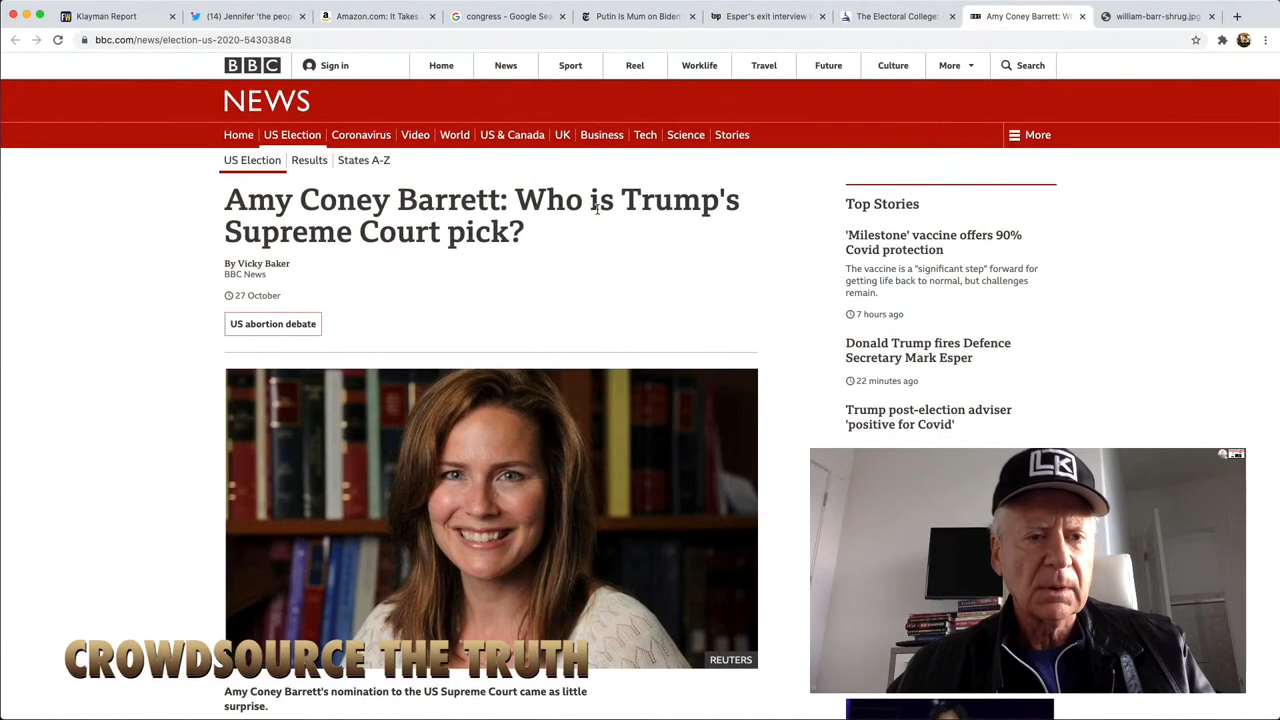 Klayman Report
(14) Jennifer 'the peop
Amazon.com: It Takes
congress - Google Sea
Putin Is Mum on Biden'
Esper's exit interview
The Electoral College:
Amy Coney Barrett: W
william-barr-shrug.jpg
bbc.com/news/election-us-2020-54303848
BBC
Sign in
Home
News
Sport
Reel
Worklife
Travel
Future
Culture
More
Search
NEWS
Home
US Election
Coronavirus
Video
World
US & Canada
UK
Business
Tech
Science
Stories
More
US Election
Results
States A-Z
Amy Coney Barrett: Who is Trump's
Supreme Court pick?
By Vicky Baker
BBC News
27 October
US abortion debate
REUTERS
CROWDSOURCE THE TRUTH
Amy Coney Barrett's nomination to the US Supreme Court came as little
surprise.
Top Stories
'Milestone' vaccine offers 90%
Covid protection
The vaccine is a "significant step" forward for
getting life back to normal, but challenges
remain.
7 hours ago
Donald Trump fires Defence
Secretary Mark Esper
22 minutes ago
Trump post-election adviser
'positive for Covid'
LK